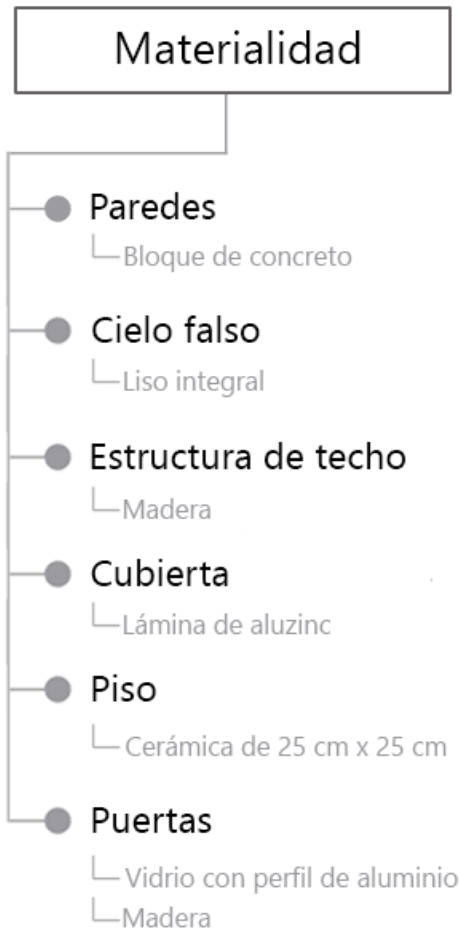 Materialidad
Paredes
Bloque de concreto
Cielo falso
Liso integral
Estructura de techo
Madera
Cubierta
Lámina de aluzinc
Piso
Cerámica de 25 cm x 25 cm
Puertas
Vidrio con perfil de aluminio
Madera